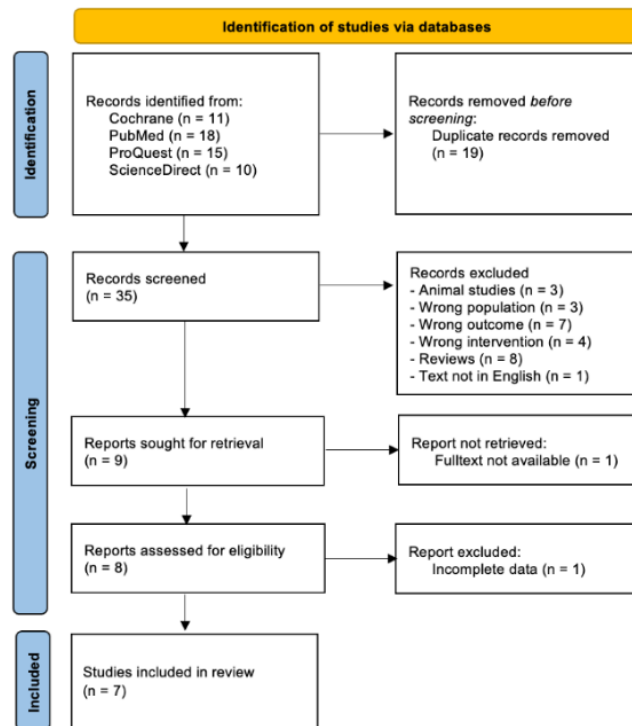 Identification of studies via databases
Identification
Records identified from:
Cochrane (n = 11)
PubMed (n = 18)
ProQuest (n = 15)
ScienceDirect (n = 10)
Records removed before
screening:
Duplicate records removed
(n = 19)
Screening
Records screened
(n = 35)
Records excluded
- Animal studies (n = 3)
- Wrong population (n = 3)
- Wrong outcome (n = 7)
- Wrong intervention (n = 4)
- Reviews (n = 8)
- Text not in English (n = 1)
Reports sought for retrieval
(n = 9)
Report not retrieved:
Fulltext not available (n = 1)
Reports assessed for eligibility
(n = 8)
Report excluded:
Incomplete data (n = 1)
Included
Studies included in review
(n = 7)